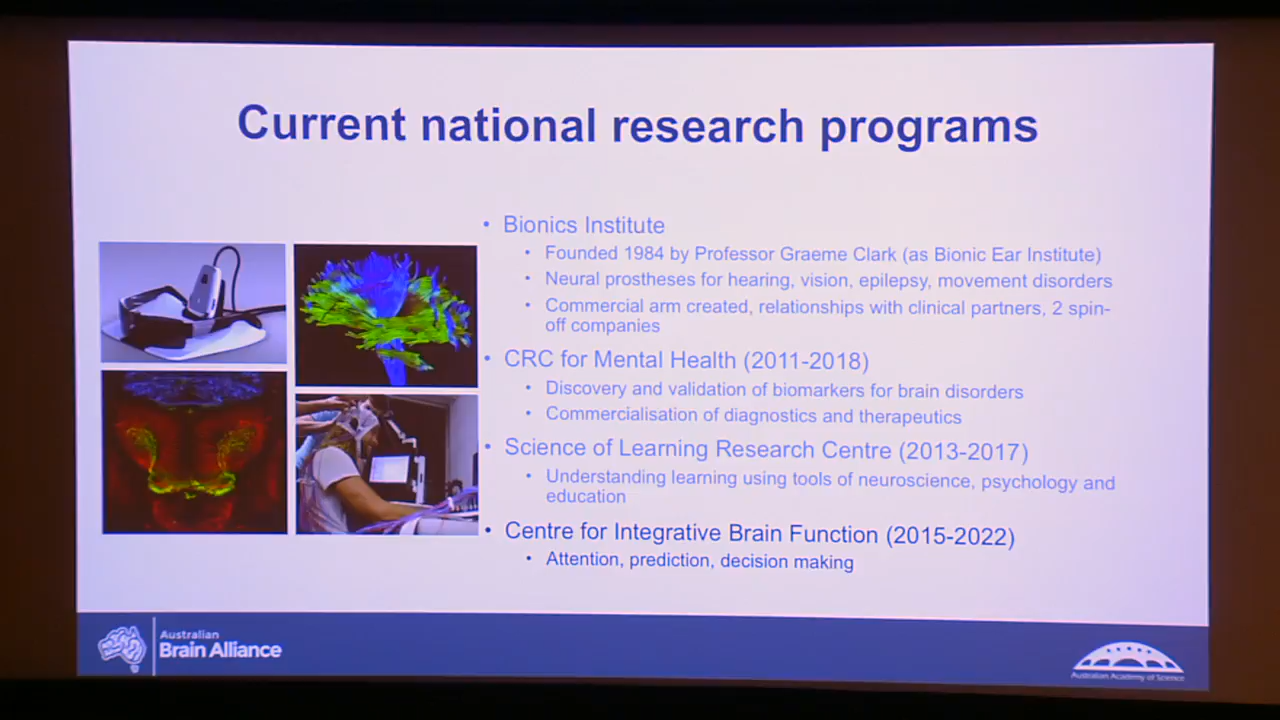 Current national research programs
• Bionics Institute
• Founded 1984 by Professor Graeme Clark (as Bionic Ear Institute)
• Neural prostheses for hearing, vision, epilepsy, movement disorders
• Commercial arm created, relationships with clinical partners, 2 spin-
off companies
• CRC for Mental Health (2011-2018)
• Discovery and validation of biomarkers for brain disorders
• Commercialisation of diagnostics and therapeutics
• Science of Learning Research Centre (2013-2017)
• Understanding learning using tools of neuroscience, psychology and
education
• Centre for Integrative Brain Function (2015-2022)
• Attention, prediction, decision making
Australian
Brain Alliance
Australian Academy of Science